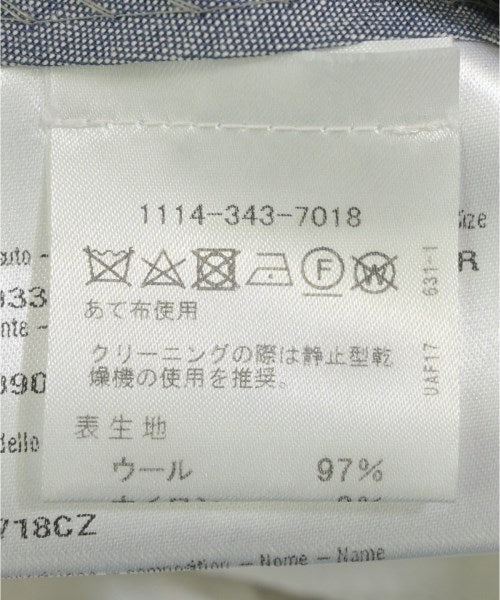 1114-343-7018
F W
あて布使用
クリーニングの際は静止型乾
燥機の使用を推奨。
表生地
ウール 97%
631-1
UAF17
R
dello
718CZ
- Nome - Name